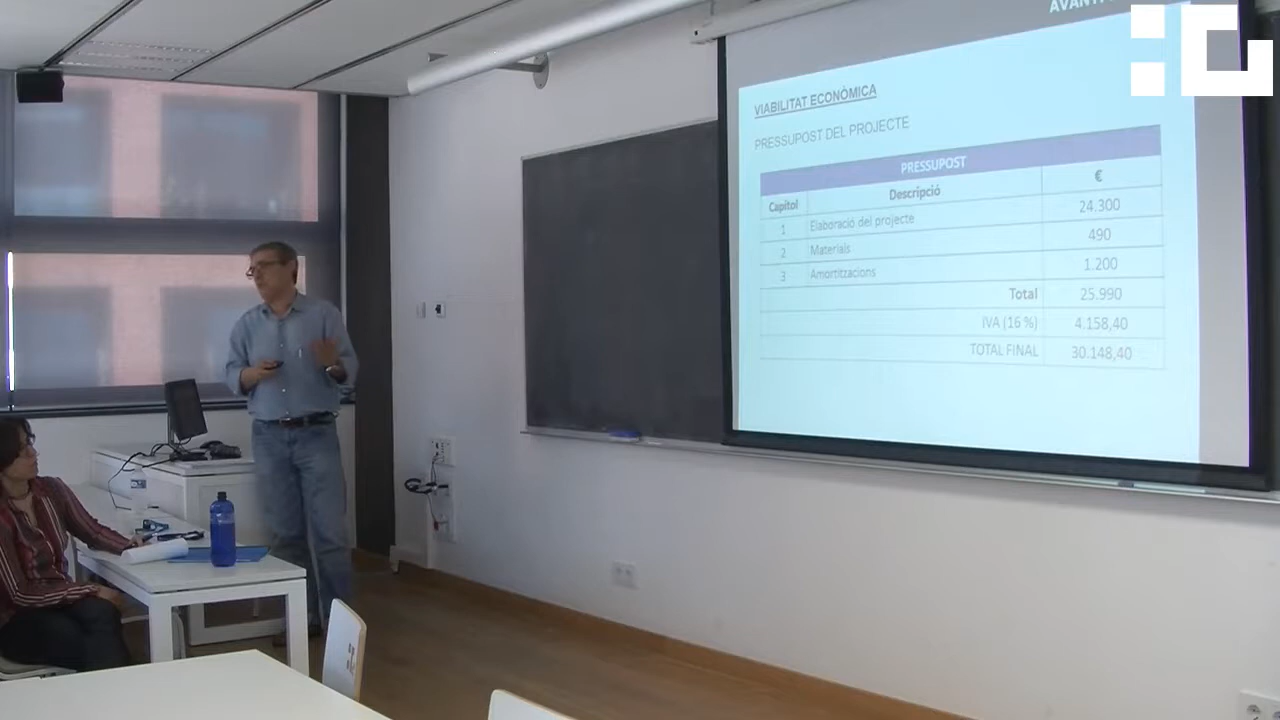 VIABILITAT ECONÒMICA
PRESSUPOST DEL PROJECTE
PRESSUPOST
Capítol Descripció €
1 Elaboració del projecte 24.300
2 Materials 490
3 Amortitzacions 1.200
Total 25.990
IVA (16 %) 4.158,40
TOTAL FINAL 30.148,40